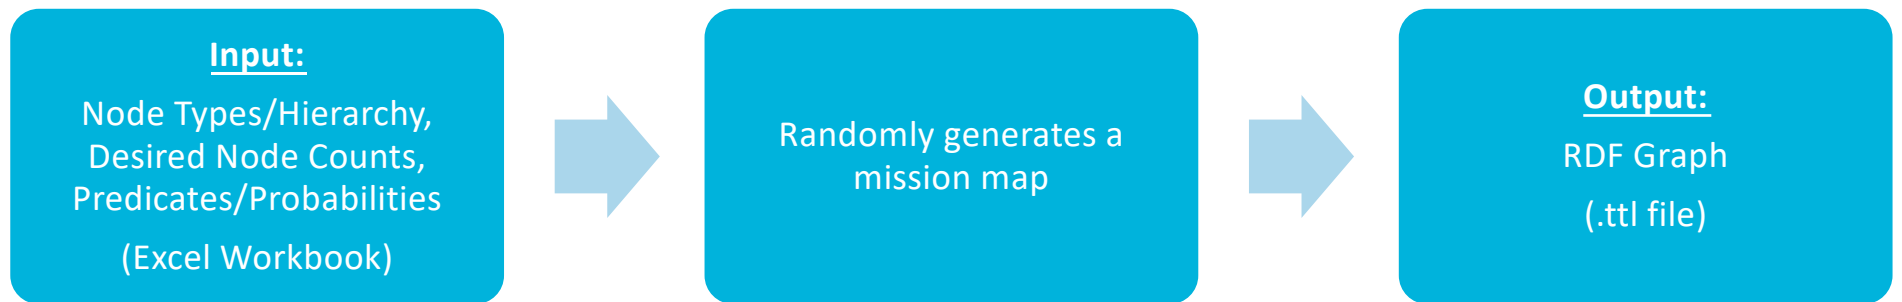 Input:
Node Types/Hierarchy,
Desired Node Counts,
Predicates/Probabilities
(Excel Workbook)
Randomly generates a
mission map
Output:
RDF Graph
(.ttl file)